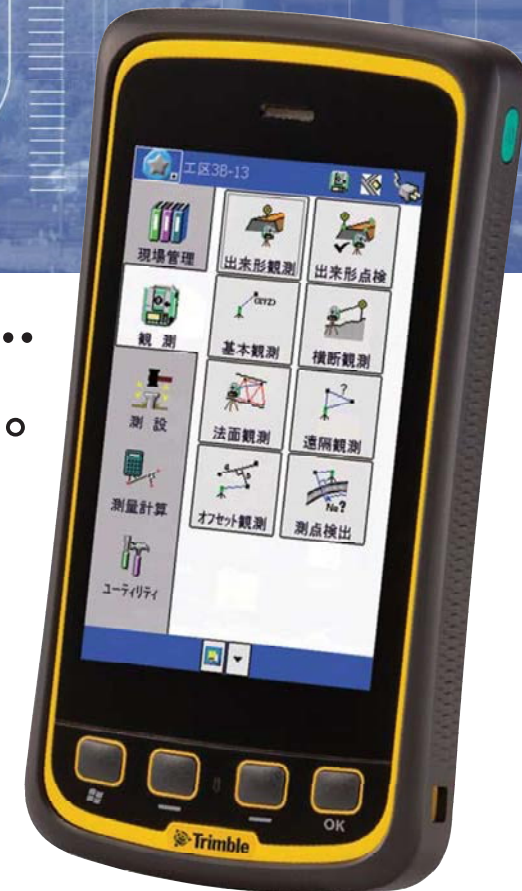 工区3B-13
現場管理
出来形観測
出来形点検
観 測
(XYZ)
基本観測
横断観測
測 設
?
法面観測
遠隔観測
測量計算
No?
オフセット観測
測点検出
ユーティリティ
OK
Trimble
。